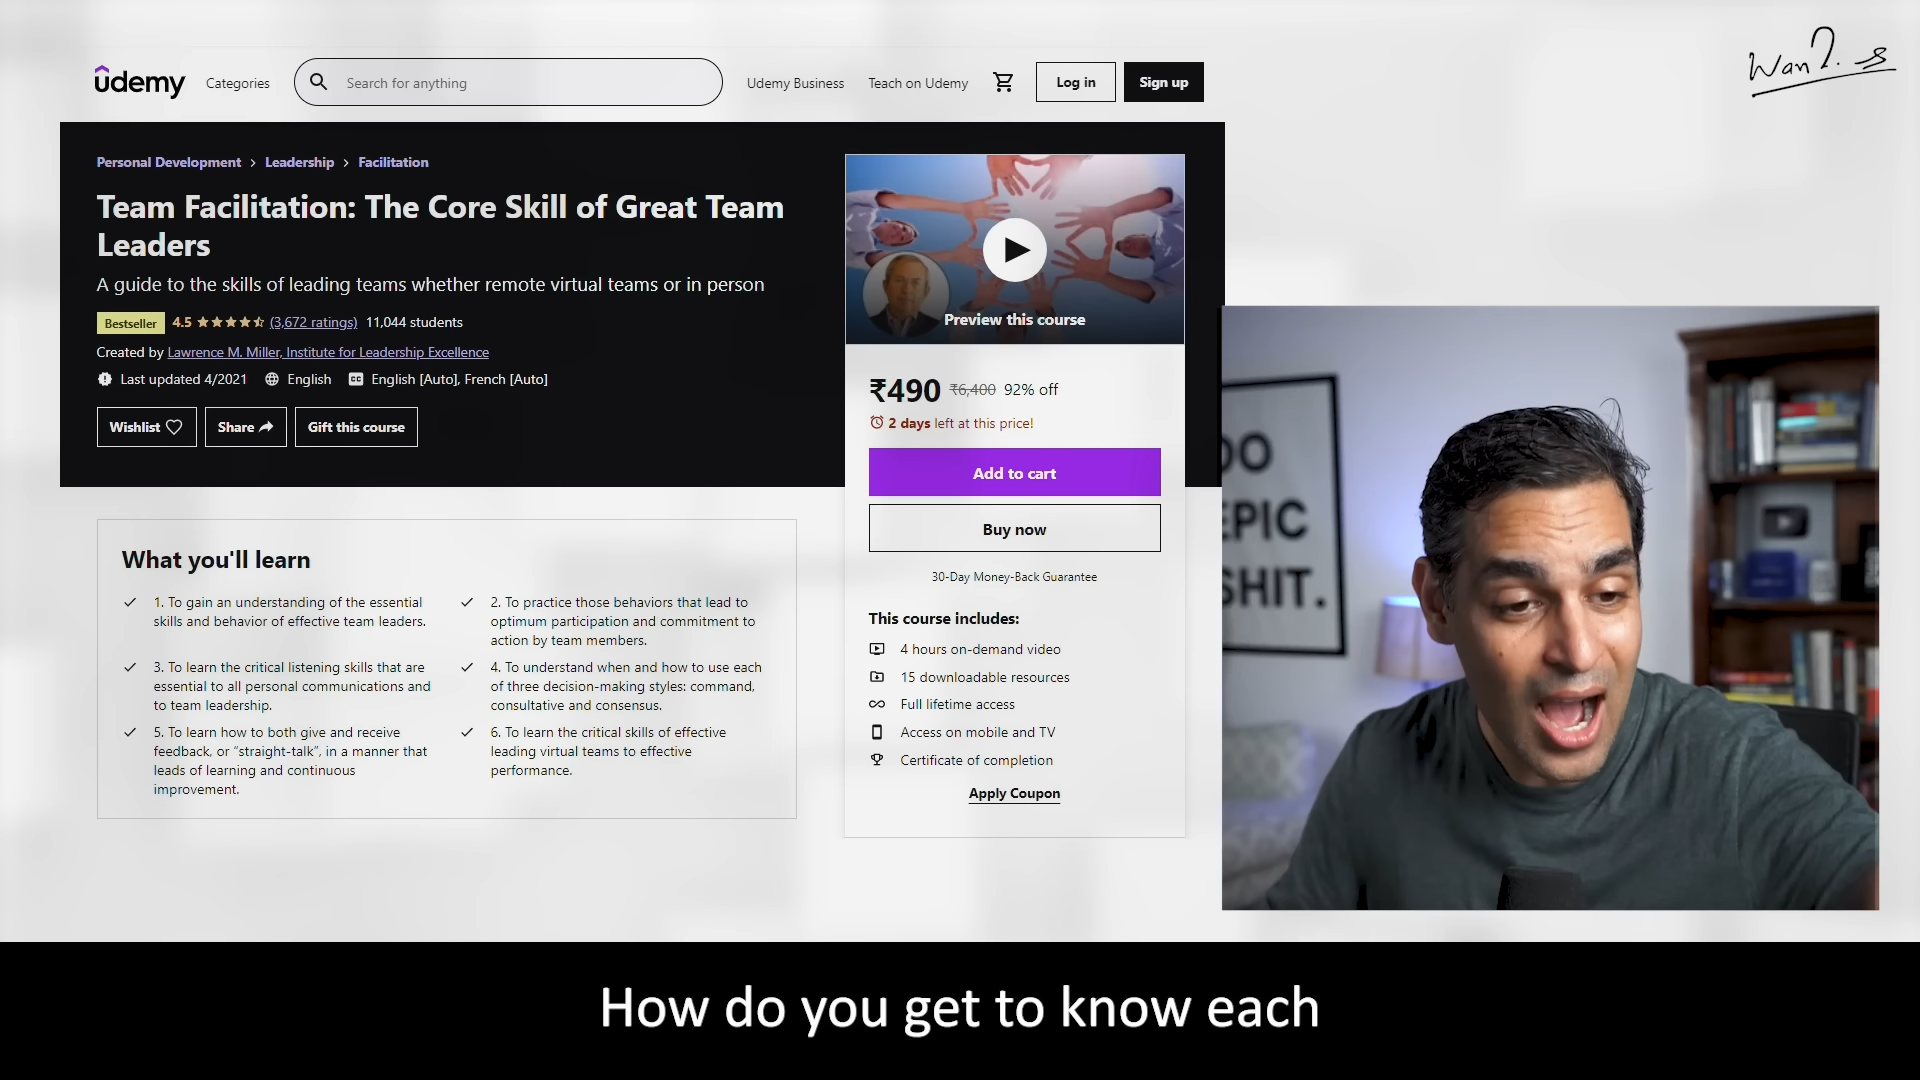 udemy
Categories
Search for anything
Udemy Business
Teach on Udemy
Log in
Sign up
Personal Development > Leadership > Facilitation
Team Facilitation: The Core Skill of Great Team
Leaders
A guide to the skills of leading teams whether remote virtual teams or in person
Bestseller 4.5 (3,672 ratings) 11,044 students
Created by Lawrence M. Miller, Institute for Leadership Excellence
Last updated 4/2021 English English [Auto], French [Auto]
Wishlist
Share
Gift this course
Preview this course
₹490 ₹6,400 92% off
2 days left at this price!
Add to cart
Buy now
30-Day Money-Back Guarantee
This course includes:
4 hours on-demand video
15 downloadable resources
Full lifetime access
Access on mobile and TV
Certificate of completion
Apply Coupon
What you'll learn
1. To gain an understanding of the essential
skills and behavior of effective team leaders.
2. To practice those behaviors that lead to
optimum participation and commitment to
action by team members.
3. To learn the critical listening skills that are
essential to all personal communications and
to team leadership.
4. To understand when and how to use each
of three decision-making styles: command,
consultative and consensus.
5. To learn how to both give and receive
feedback, or “straight-talk”, in a manner that
leads of learning and continuous
improvement.
6. To learn the critical skills of effective
leading virtual teams to effective
performance.
DO
EPIC
SHIT.
How do you get to know each